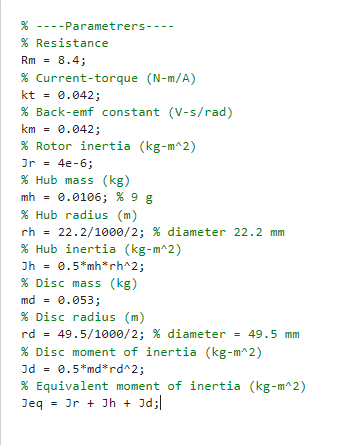 % ----Parametrers----
% Resistance
Rm = 8.4;
% Current-torque (N-m/A)
kt = 0.042;
% Back-emf constant (V-s/rad)
km = 0.042;
% Rotor inertia (kg-m^2)
Jr = 4e-6;
% Hub mass (kg)
mh = 0.0106; % 9 g
% Hub radius (m)
rh = 22.2/1000/2; % diameter 22.2 mm
% Hub inertia (kg-m^2)
Jh = 0.5*mh*rh^2;
% Disc mass (kg)
md = 0.053;
% Disc radius (m)
rd = 49.5/1000/2; % diameter = 49.5 mm
% Disc moment of inertia (kg-m^2)
Jd = 0.5*md*rd^2;
% Equivalent moment of inertia (kg-m^2)
Jeq = Jr + Jh + Jd;